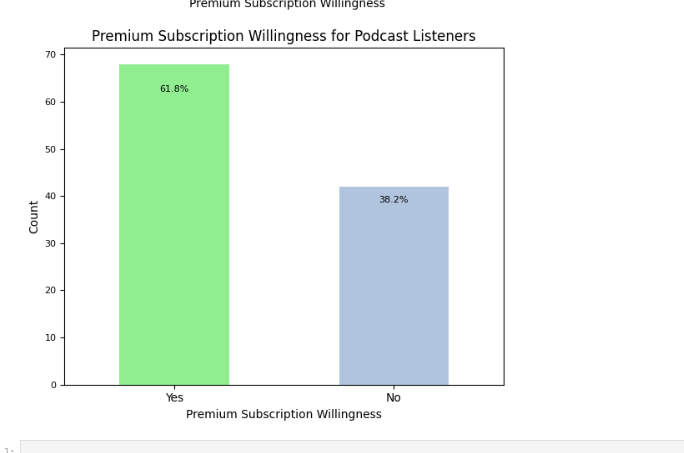 Premium Subscription Willingness
Premium Subscription Willingness for Podcast Listeners
70
60
50
40
30
20
10
0
Count
61.8%
38.2%
Yes
No
Premium Subscription Willingness